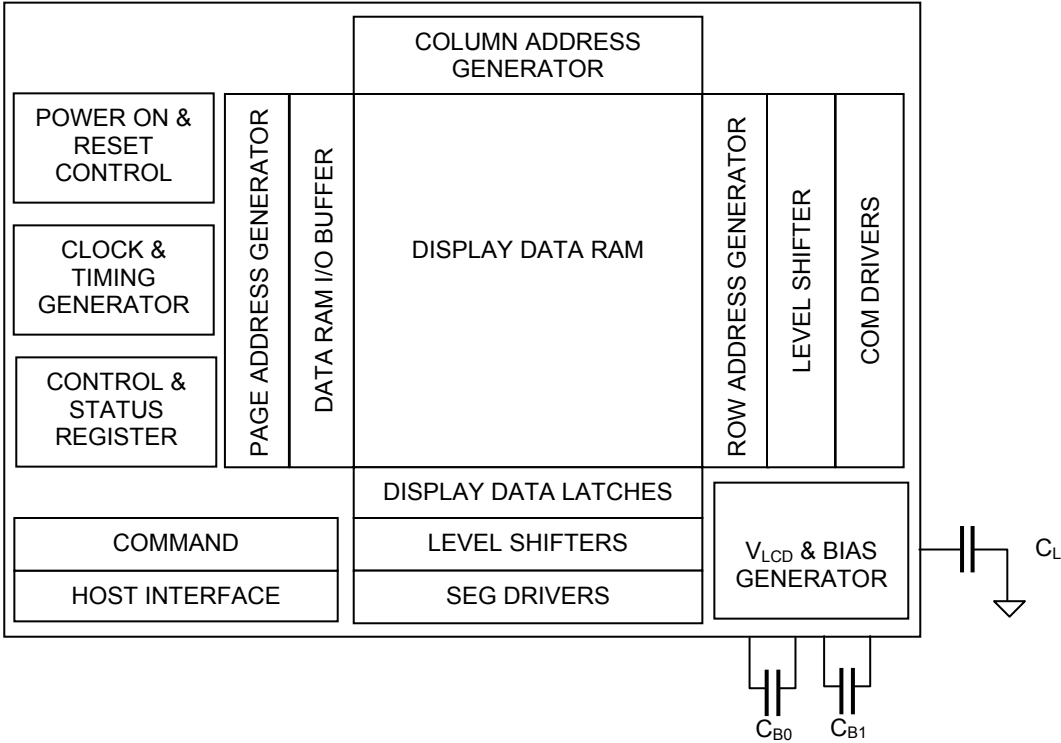 COLUMN ADDRESS
GENERATOR
POWER ON &
RESET
CONTROL
CLOCK &
TIMING
GENERATOR
CONTROL &
STATUS
REGISTER
PAGE ADDRESS GENERATOR
DATA RAM I/O BUFFER
DISPLAY DATA RAM
ROW ADDRESS GENERATOR
LEVEL SHIFTER
COM DRIVERS
DISPLAY DATA LATCHES
COMMAND
LEVEL SHIFTERS
HOST INTERFACE
SEG DRIVERS
VLCD & BIAS
GENERATOR
CL
CB0
CB1